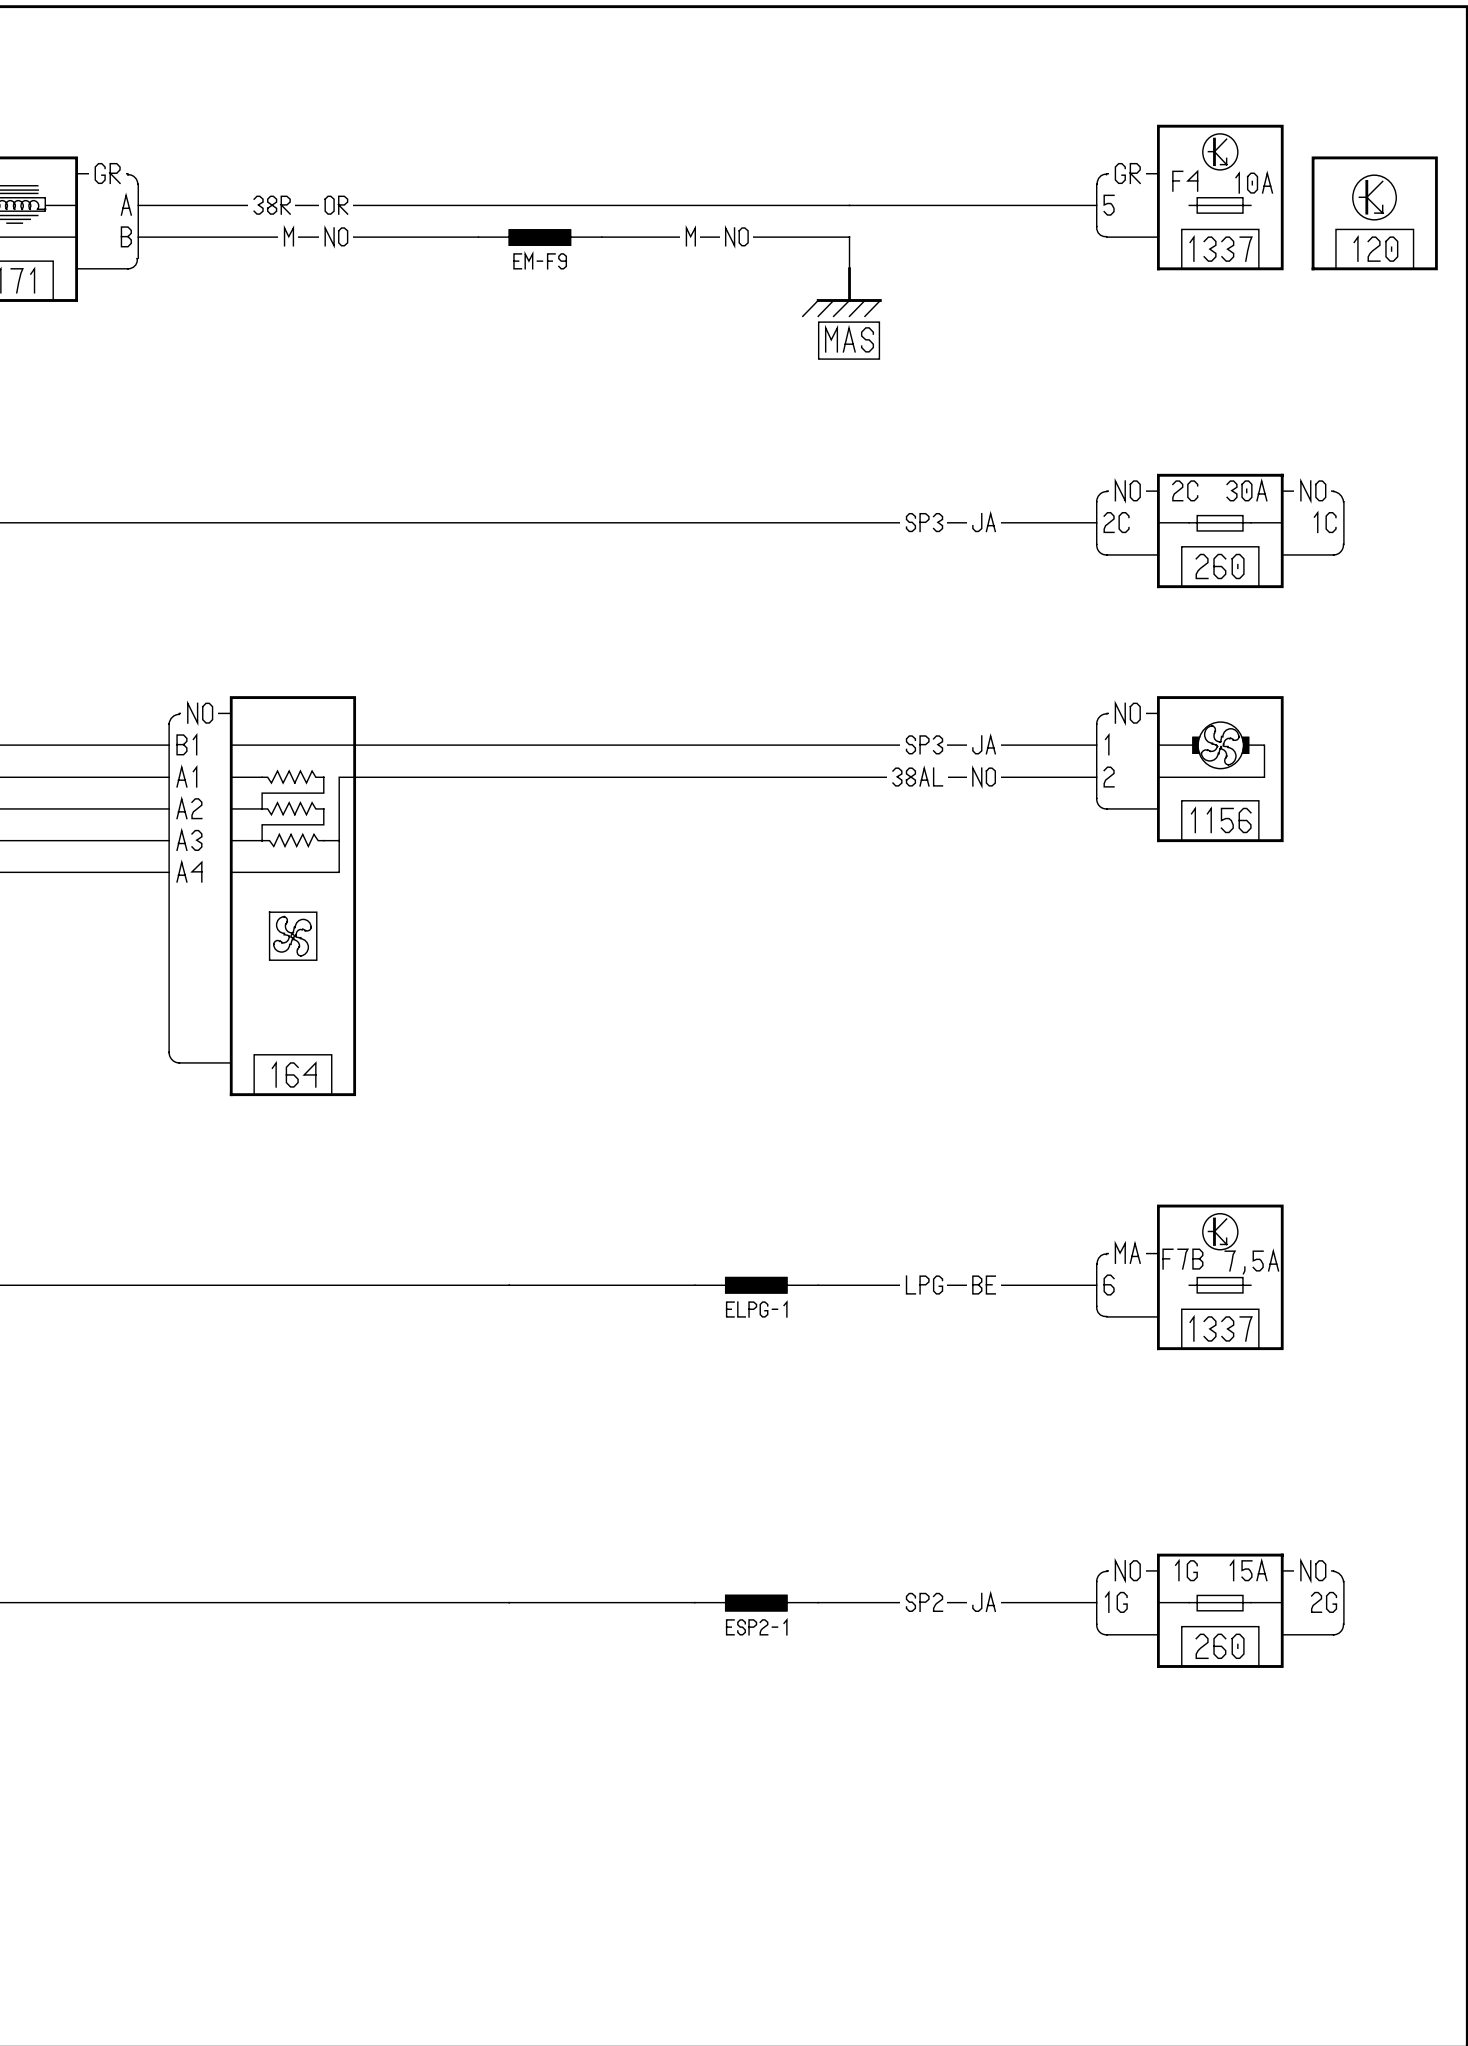 GR
GR
F4 10A
A 38R OR 5
B M NO M NO
EM-F9
1337
120
171
MAS
NO 2C 30A NO
SP3 JA 2C 1C
260
NO
NO
B1 SP3 JA 1
A1 38AL NO 2
A2
A3
1156
A4
164
MA F7B 7,5A
LPG BE 6
ELPG-1
1337
NO 1G 15A NO
SP2 JA 1G 2G
ESP2-1
260